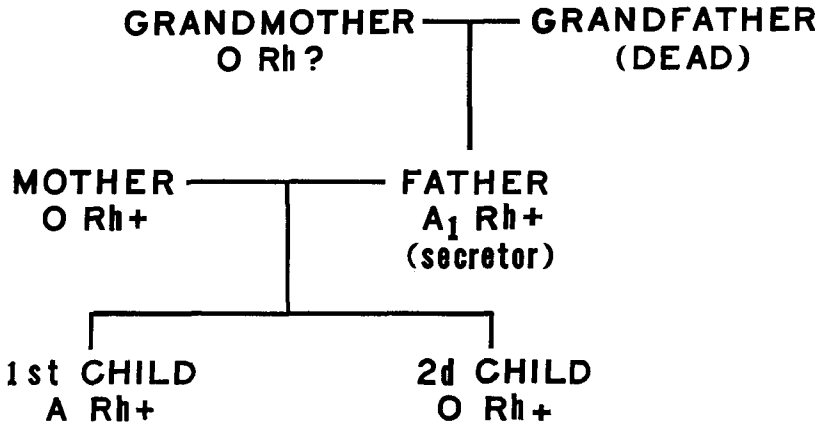 GRANDMOTHER GRANDFATHER
O Rh? (DEAD)
MOTHER FATHER
O Rh+ A1 Rh+
(secretor)
1st CHILD 2d CHILD
A Rh+ O Rh+